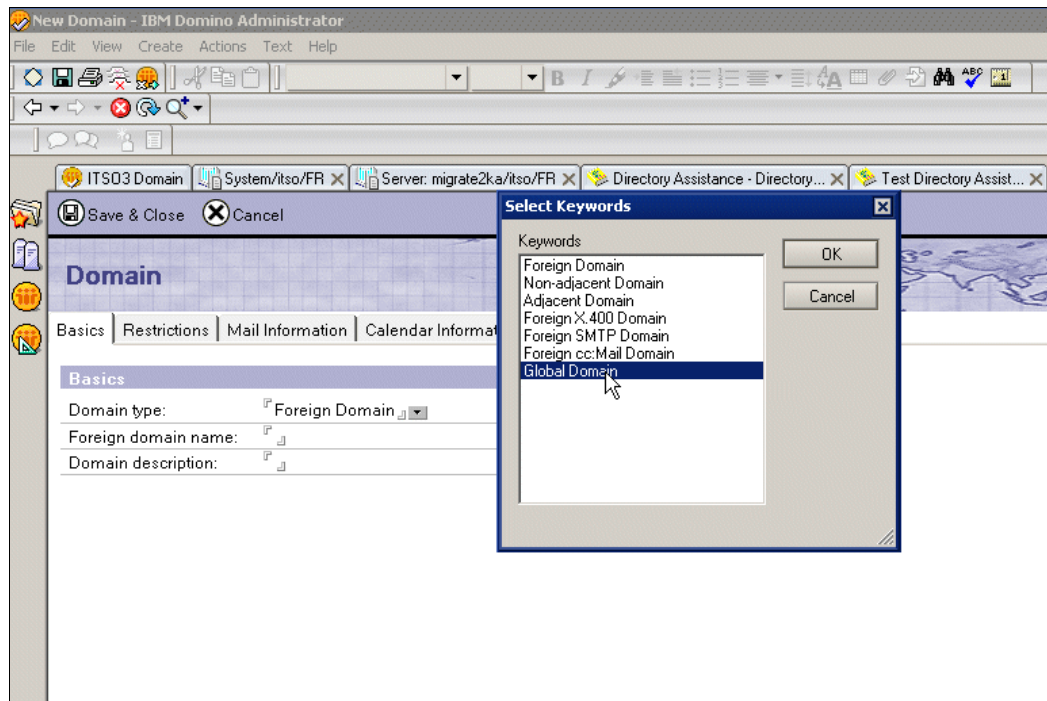 New Domain - IBM Domino Administrator
File Edit View Create Actions Text Help
ITSO3 Domain System/itso/FR Server: migrate2ka/itso/FR Directory Assistance - Directory... Test Directory Assist...
Save & Close Cancel
Select Keywords
Keywords
OK
Cancel
Foreign Domain
Non-adjacent Domain
Adjacent Domain
Foreign X.400 Domain
Foreign SMTP Domain
Foreign cc:Mail Domain
Global Domain
Domain
Basics Restrictions Mail Information Calendar Informat
Basics
Domain type: Foreign Domain
Foreign domain name:
Domain description: